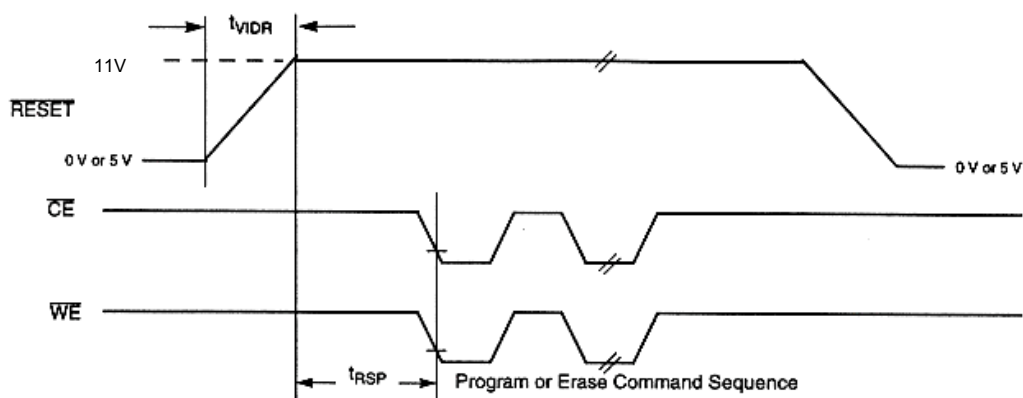 tVIDR
11V
RESET
0 V or 5 V
0 V or 5 V
CE
WE
tRSP
Program or Erase Command Sequence